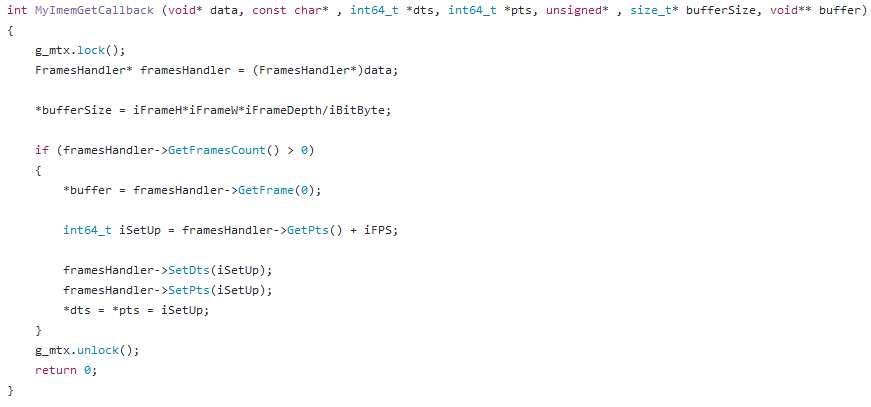 int MyImemGetCallback (void* data, const char* , int64_t *dts, int64_t *pts, unsigned* , size_t* bufferSize, void** buffer)
{
    g_mtx.lock();
    FramesHandler* framesHandler = (FramesHandler*)data;

    *bufferSize = iFrameH*iFrameW*iFrameDepth/iBitByte;

    if (framesHandler->GetFramesCount() > 0)
    {
        *buffer = framesHandler->GetFrame(0);

        int64_t iSetUp = framesHandler->GetPts() + iFPS;

        framesHandler->SetDts(iSetUp);
        framesHandler->SetPts(iSetUp);
        *dts = *pts = iSetUp;
    }
    g_mtx.unlock();
    return 0;
}